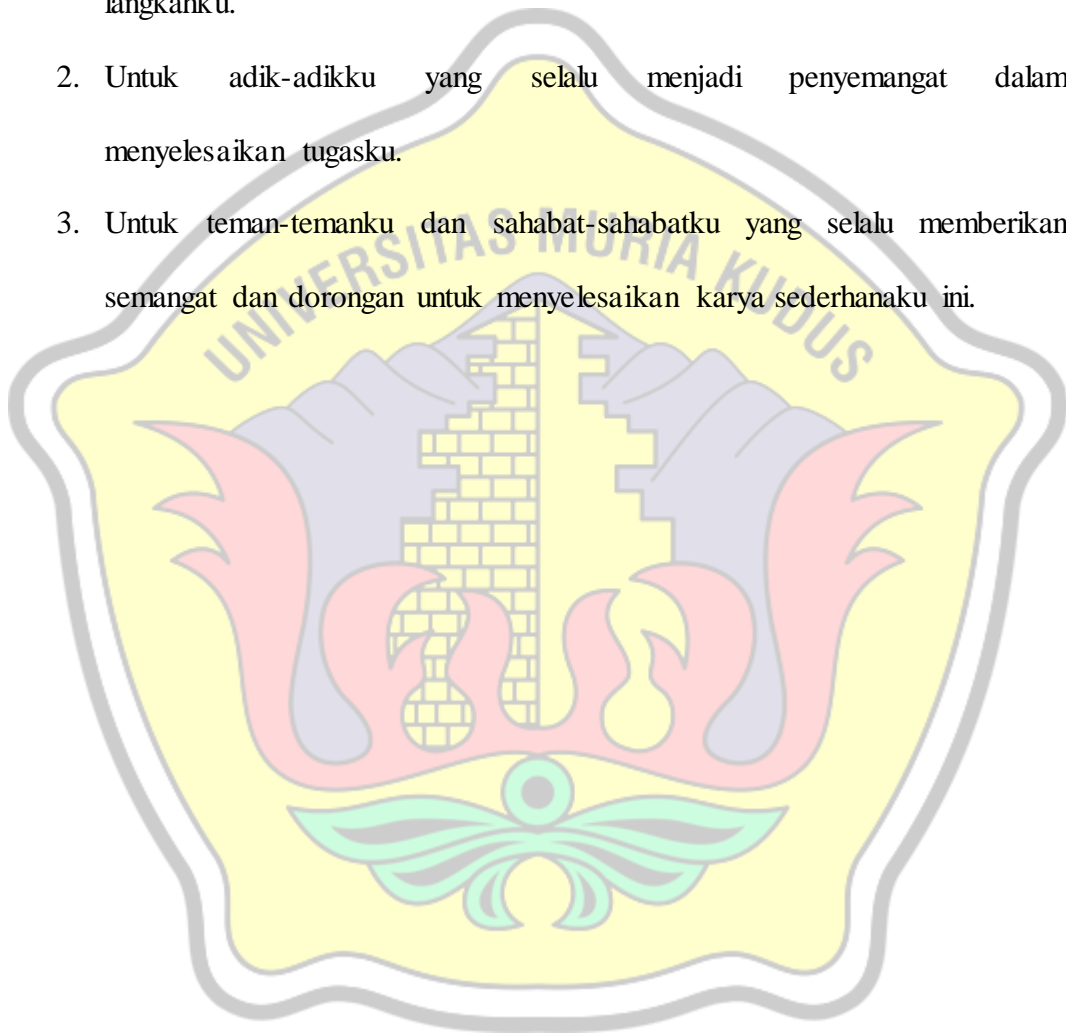 langkahku.
2. Untuk adik-adikku yang selalu menjadi penyemangat dalam
menyelesaikan tugasku.
3. Untuk teman-temanku dan sahabat-sahabatku yang selalu memberikan
UNIVERSITAS MURIA KUDUS
semangat dan dorongan untuk menyelesaikan karya sederhanaku ini.